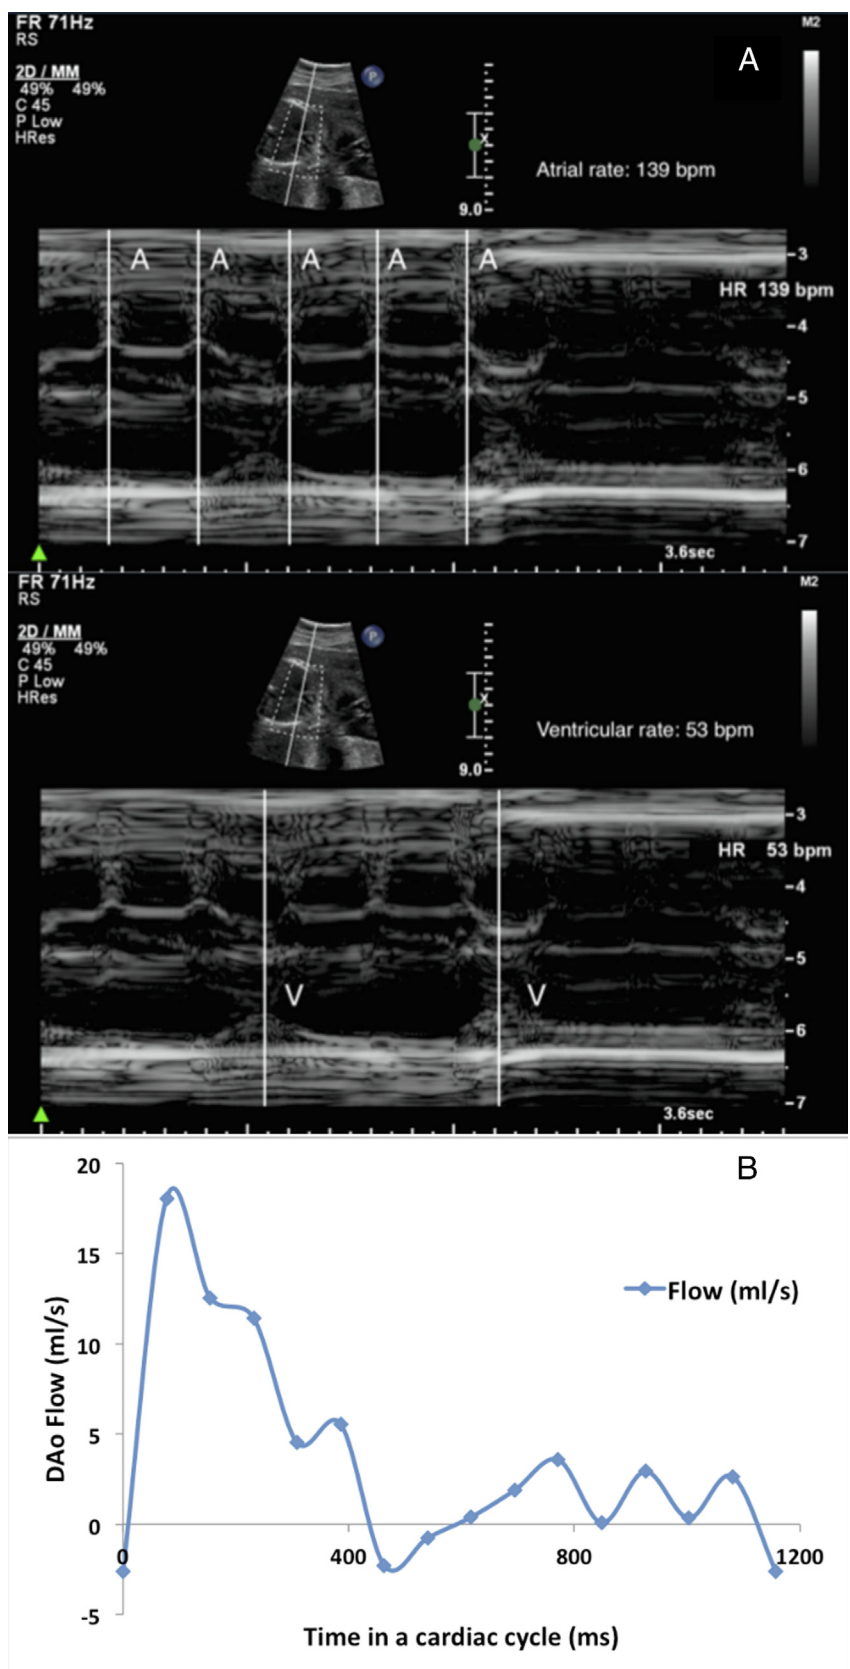 FR 71Hz
RS
M2
A
2D / MM
49% 49%
C 45
P Low
HRes
P
x
Atrial rate: 139 bpm
9.0
A A A A A
3
HR 139 bpm
4
5
6
7
3.6sec
FR 71Hz
RS
M2
2D / MM
49% 49%
C 45
P Low
HRes
P
x
Ventricular rate: 53 bpm
9.0
3
HR 53 bpm
4
5
V V
6
7
3.6sec
B
20
15
10
5
0
-5
DAo Flow (ml/s)
Flow (ml/s)
0 400 800 1200
Time in a cardiac cycle (ms)